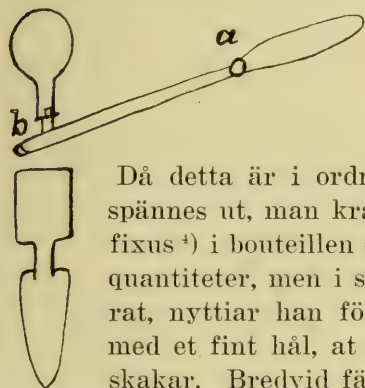 a
b
Då detta är i ordn
spännes ut, man kra
fixus ⁴) i bouteillen
quantiteter, men i s
rat, nyttiar han fö
med et fint hål, at
skakar. Bredvid fä